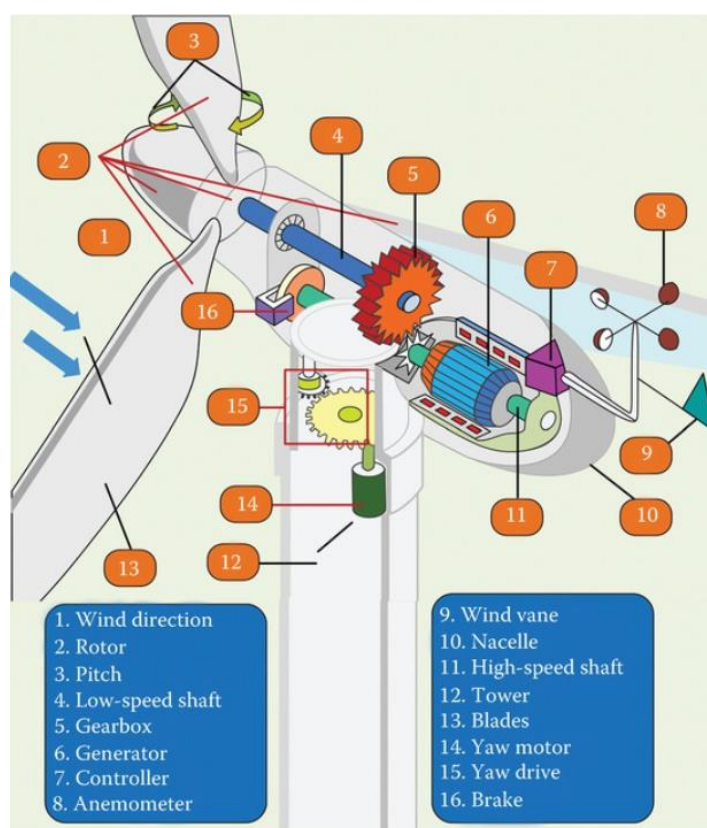 3
4
2
5
6
8
1
7
16
15
9
14
11
10
12
13
1. Wind direction
2. Rotor
3. Pitch
4. Low-speed shaft
5. Gearbox
6. Generator
7. Controller
8. Anemometer
9. Wind vane
10. Nacelle
11. High-speed shaft
12. Tower
13. Blades
14. Yaw motor
15. Yaw drive
16. Brake